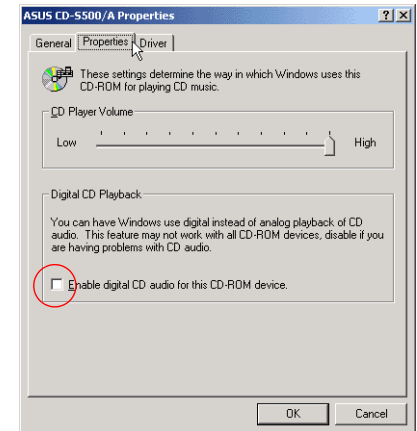 ASUS CD-S500/A Properties
General Properties Driver
These settings determine the way in which Windows uses this
CD-ROM for playing CD music.
CD Player Volume
Low High
Digital CD Playback
You can have Windows use digital instead of analog playback of CD
audio. This feature may not work with all CD-ROM devices, disable if you
are having problems with CD audio.
Enable digital CD audio for this CD-ROM device.
OK Cancel